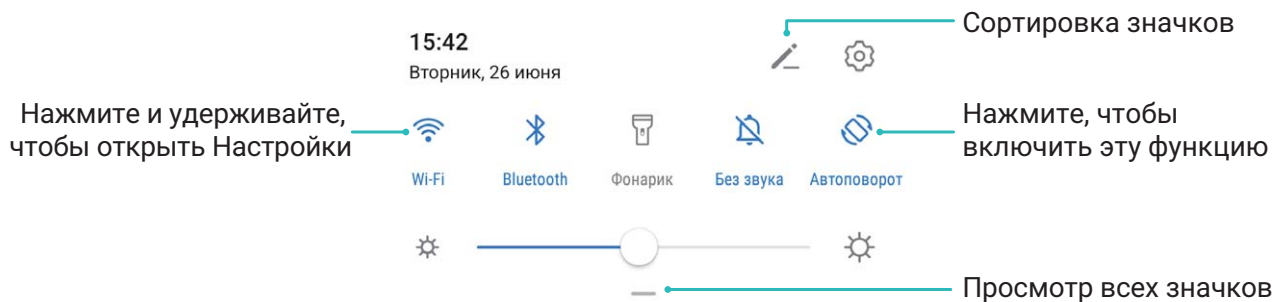 Сортировка значков
15:42
Вторник, 26 июня
Нажмите и удерживайте,
чтобы открыть Настройки
Нажмите, чтобы
включить эту функцию
Wi-Fi
Bluetooth
Фонарик
Без звука
Автоповорот
Просмотр всех значков